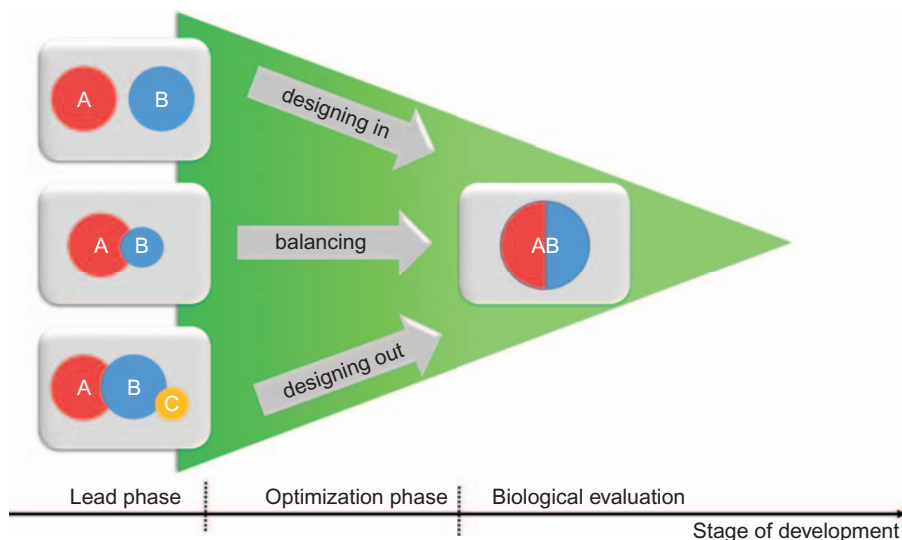 A B
designing in
A B
balancing
AB
A B C
designing out
Lead phase
Optimization phase
Biological evaluation
Stage of development